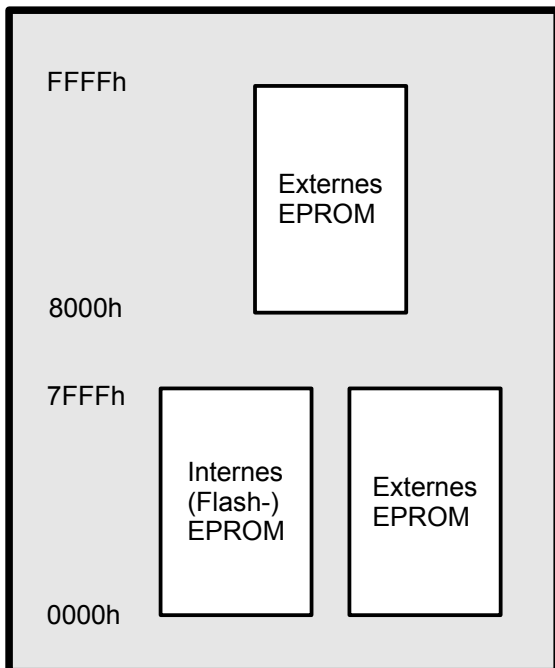 FFFFh
Externes
EPROM
8000h
7FFFh
Internes
(Flash-)
EPROM
Externes
EPROM
0000h